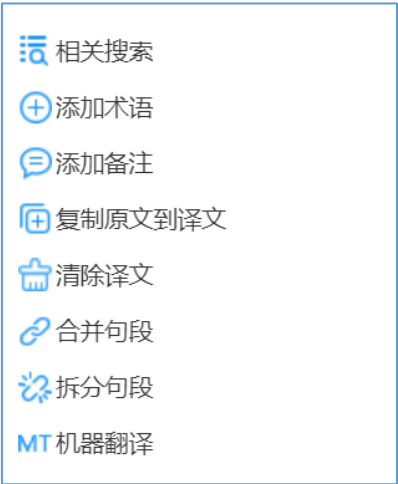 相关搜索
添加术语
添加备注
复制原文到译文
清除译文
合并句段
拆分句段
MT 机器翻译